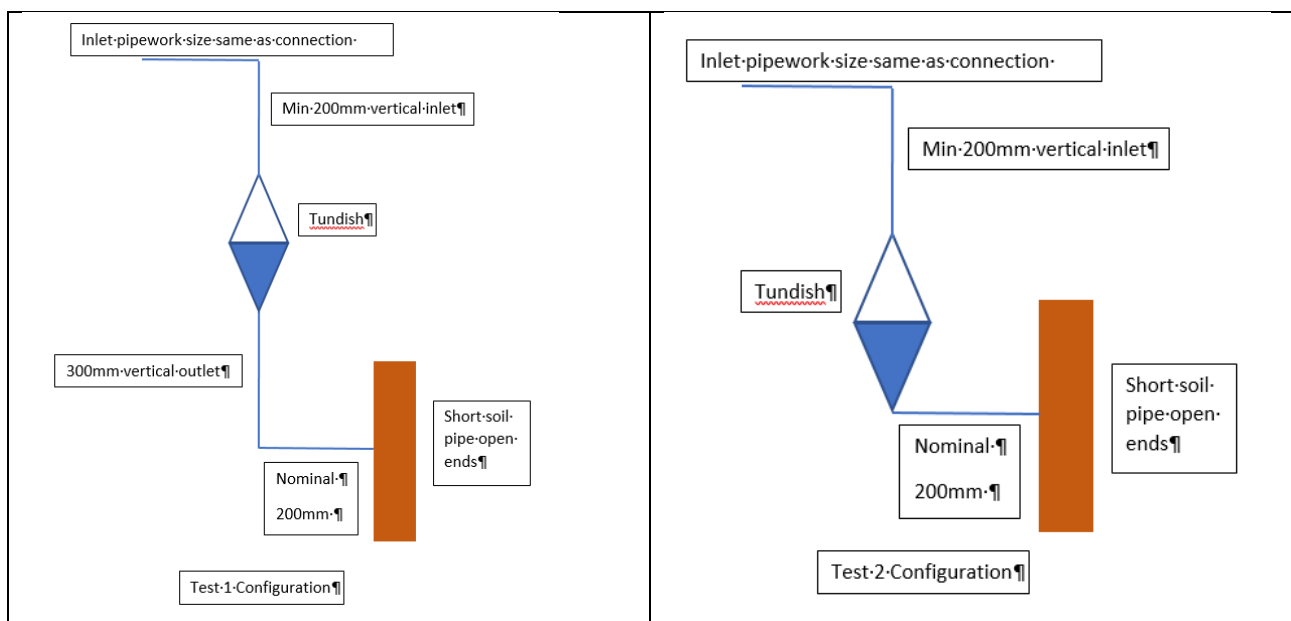 Inlet·pipework·size·same·as·connection·
Min·200mm·vertical·inlet¶
Tundish¶
300mm·vertical·outlet¶
Short·soil·
pipe·open·
ends¶
Nominal·¶
200mm·¶
Test·1·Configuration¶
Inlet·pipework·size·same·as·connection·
Min·200mm·vertical·inlet¶
Tundish¶
Short·soil·
pipe·open·
ends¶
Nominal·¶
200mm·¶
Test·2·Configuration¶